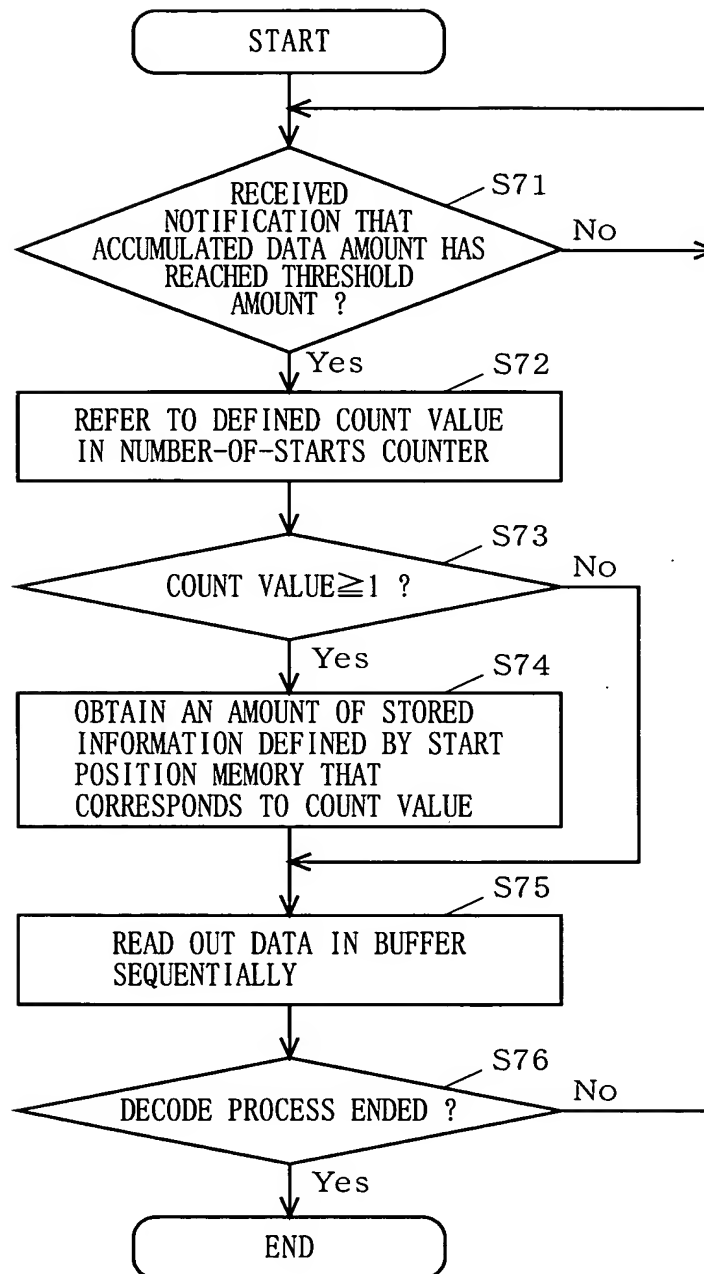 START
S71
RECEIVED
NOTIFICATION THAT
ACCUMULATED DATA AMOUNT HAS
REACHED THRESHOLD
AMOUNT ?
No
Yes
S72
REFER TO DEFINED COUNT VALUE
IN NUMBER-OF-STARTS COUNTER
S73
COUNT VALUE≧1 ?
No
Yes
S74
OBTAIN AN AMOUNT OF STORED
INFORMATION DEFINED BY START
POSITION MEMORY THAT
CORRESPONDS TO COUNT VALUE
S75
READ OUT DATA IN BUFFER
SEQUENTIALLY
S76
DECODE PROCESS ENDED ?
No
Yes
END